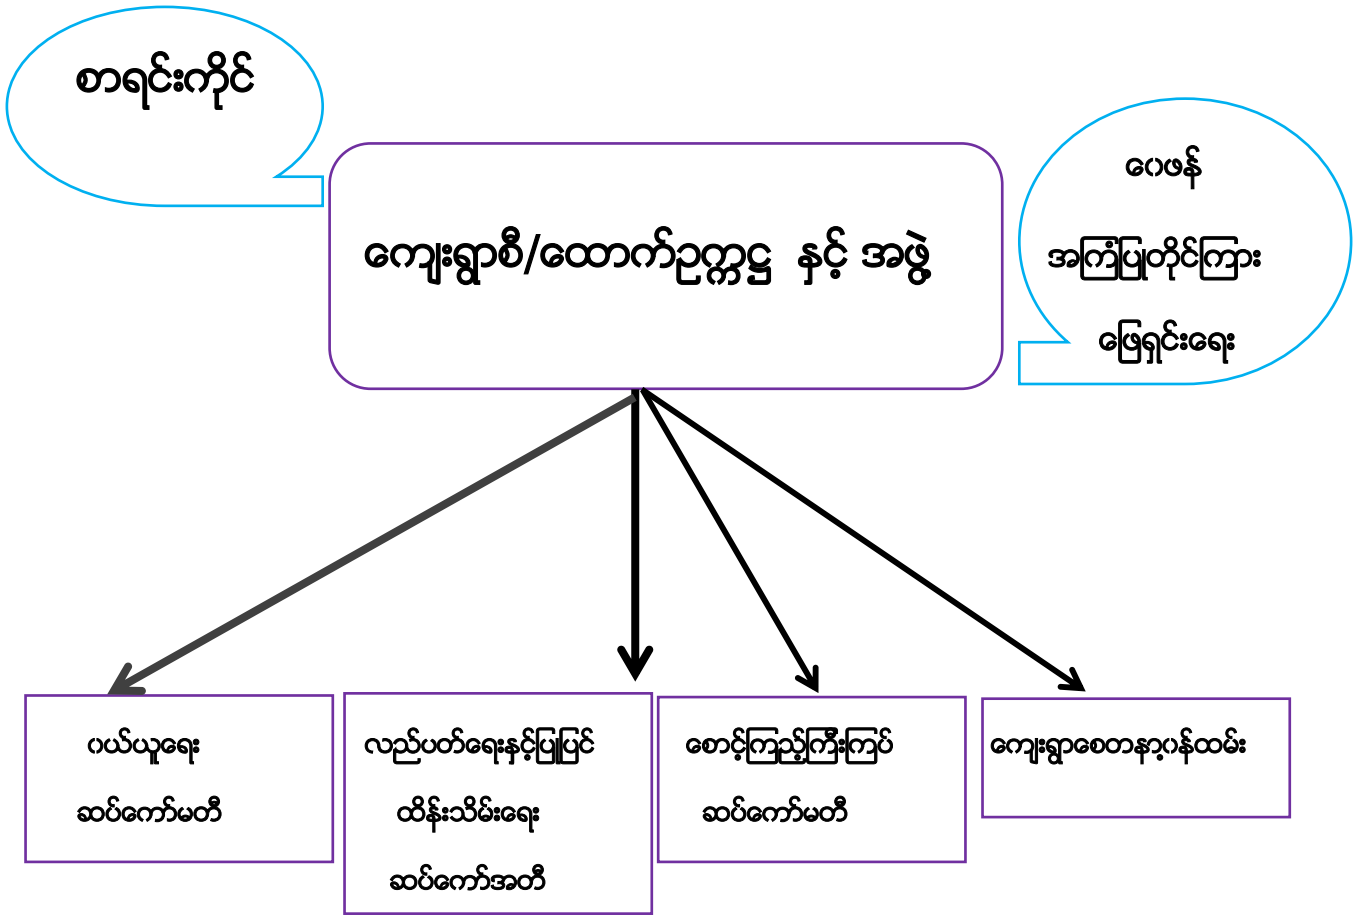 စာရင်းကိုင်
ဝေဖန်
အကြံပြုတိုင်ကြား
ဖြေရှင်းရေး
ကျေးရွာစီ/ထောက်ဥက္ကဋ္ဌ နှင့် အဖွဲ့
ဝယ်ယူရေး
ဆပ်ကော်မတီ
လည်ပတ်ရေးနှင့်ပြုပြင်
ထိန်းသိမ်းရေး
ဆပ်ကော်အတီ
စောင့်ကြည့်ကြီးကြပ်
ဆပ်ကော်မတီ
ကျေးရွာစေတနာ့ဝန်ထမ်း